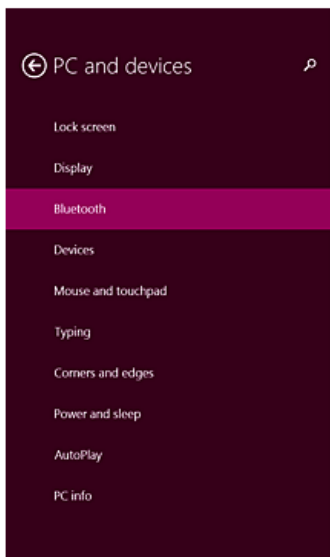 PC and devices
Lock screen
Display
Bluetooth
Devices
Mouse and touchpad
Typing
Corners and edges
Power and sleep
AutoPlay
PC info